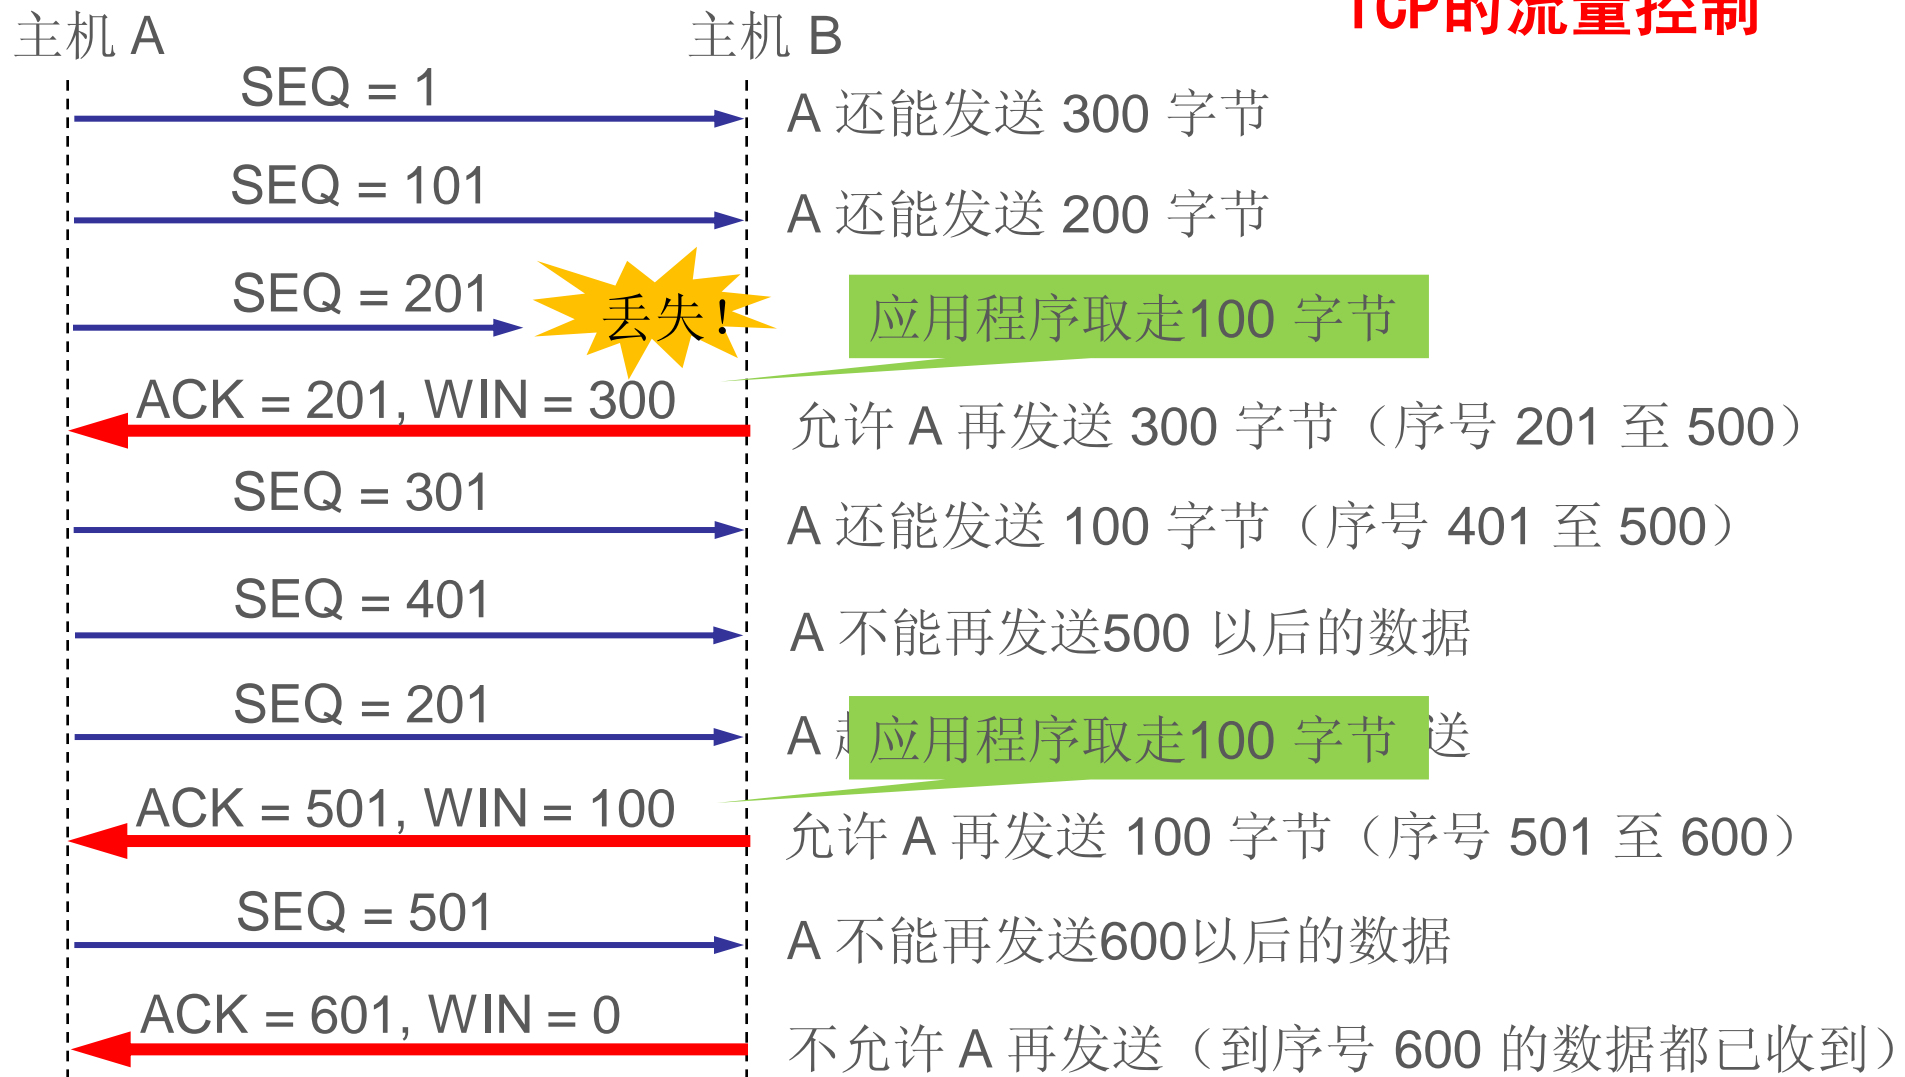 TCP的流量控制
主机 A 主机 B
SEQ = 1
A 还能发送 300 字节
SEQ = 101
A 还能发送 200 字节
SEQ = 201
丢失！
应用程序取走100 字节
ACK = 201, WIN = 300
允许 A 再发送 300 字节（序号 201 至 500）
SEQ = 301
A 还能发送 100 字节（序号 401 至 500）
SEQ = 401
A 不能再发送500 以后的数据
SEQ = 201
A 送
应用程序取走100 字节
ACK = 501, WIN = 100
允许 A 再发送 100 字节（序号 501 至 600）
SEQ = 501
A 不能再发送600以后的数据
ACK = 601, WIN = 0
不允许 A 再发送（到序号 600 的数据都已收到）